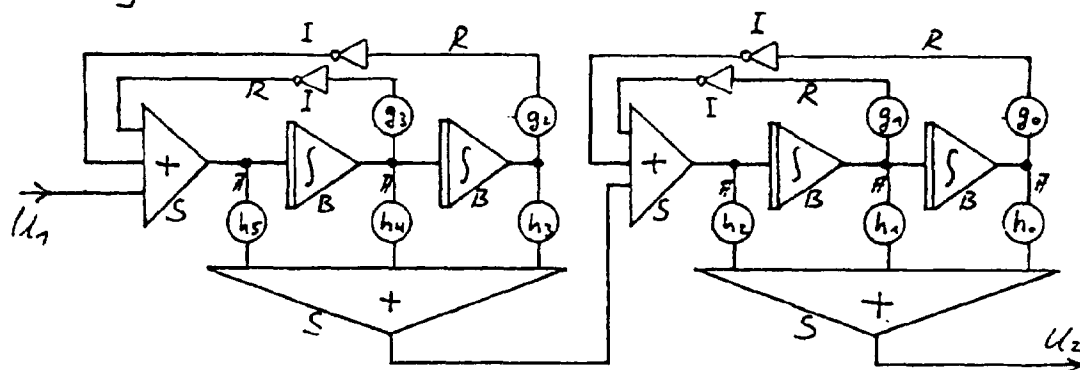 I R I R
R I I R
g₃ g₂ g₁ g₀
+ ∫ ∫ + ∫ ∫
S B B S B B
U₁
h₅ h₄ h₃ h₂ h₁ h₀
+ +
S S
U₂